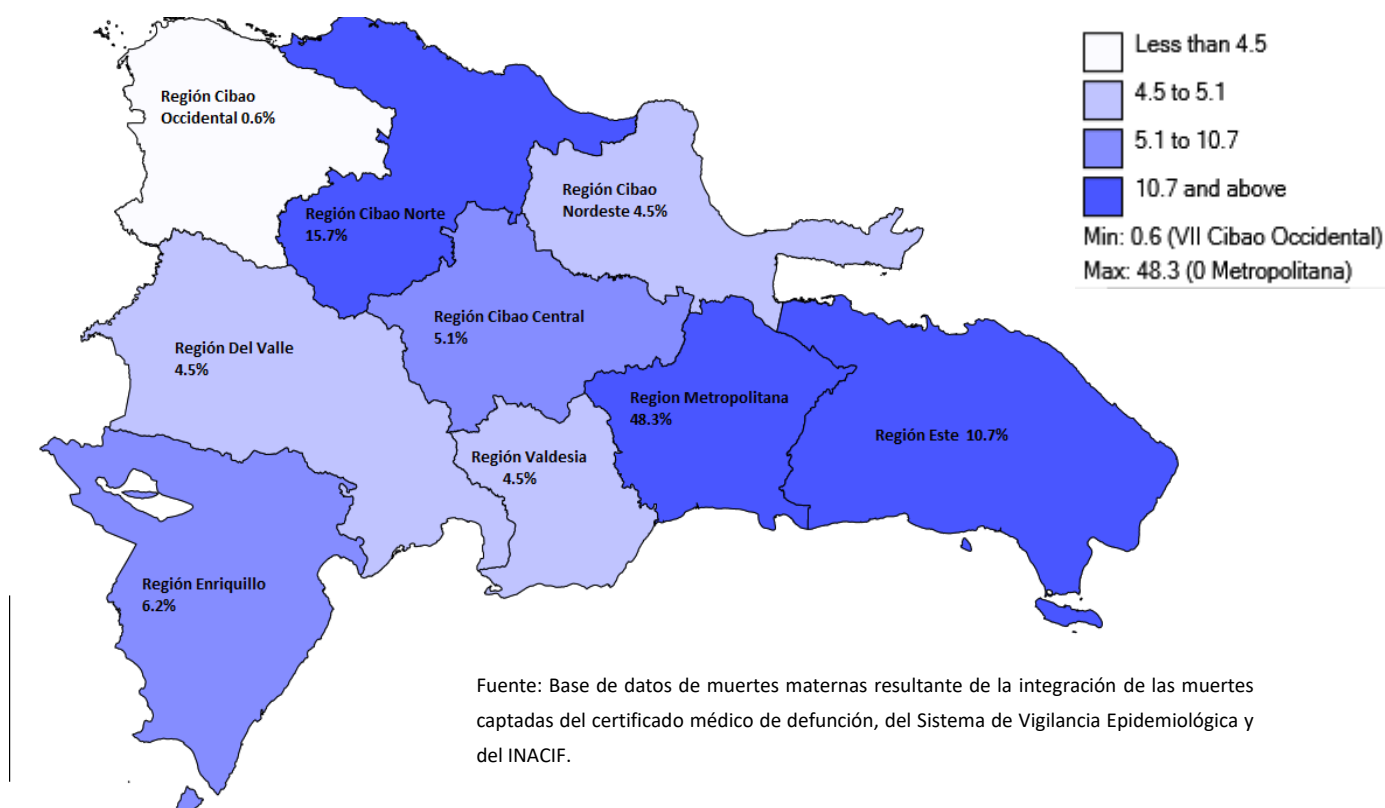 Región Cibao
Occidental 0.6%
Less than 4.5
4.5 to 5.1
5.1 to 10.7
10.7 and above
Min: 0.6 (VII Cibao Occidental)
Max: 48.3 (0 Metropolitana)
Región Cibao
Nordeste 4.5%
Región Cibao Norte
15.7%
Región Cibao Central
5.1%
Región Del Valle
4.5%
Region Metropolitana
48.3%
Región Este 10.7%
Región Valdesia
4.5%
Región Enriquillo
6.2%
Fuente: Base de datos de muertes maternas resultante de la integración de las muertes
captadas del certificado médico de defunción, del Sistema de Vigilancia Epidemiológica y
del INACIF.